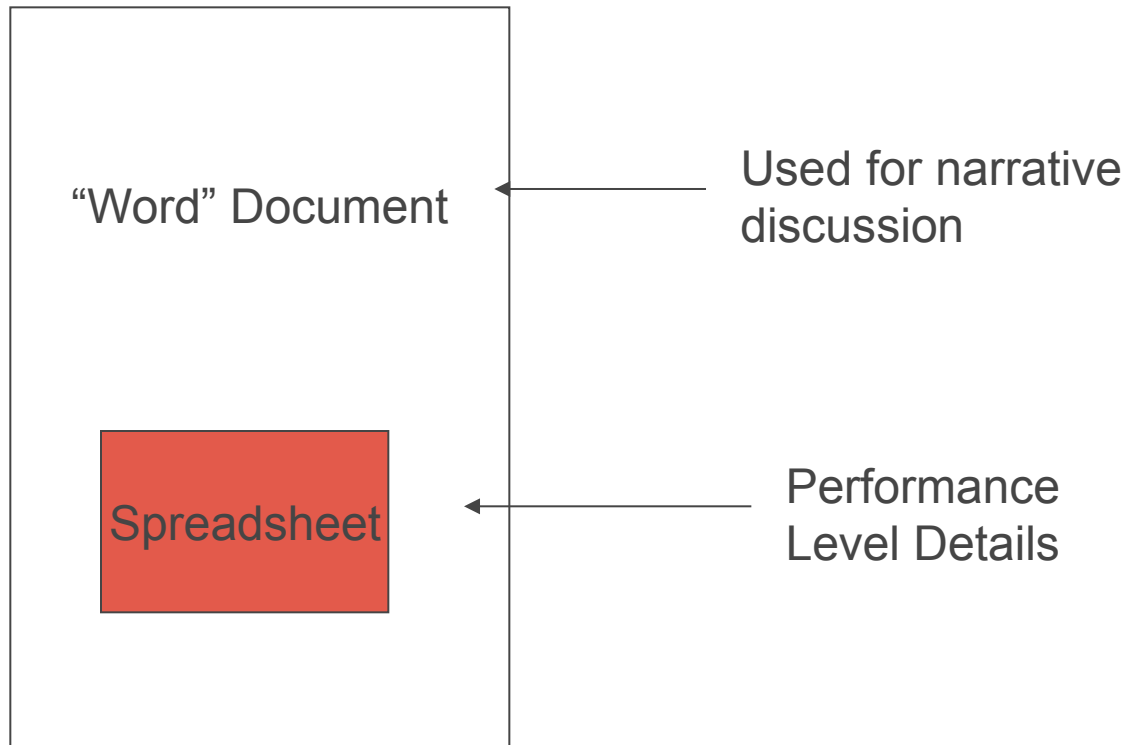 “Word” Document
Used for narrative
discussion
Spreadsheet
Performance
Level Details